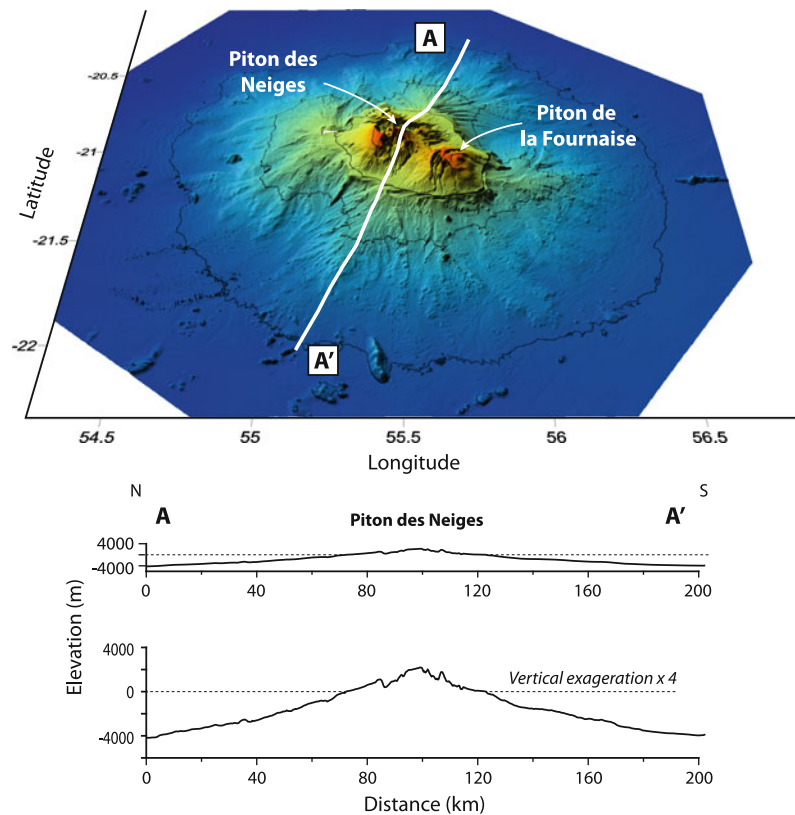 A
Piton des
Neiges
Piton de
la Fournaise
-20.5
-21
-21.5
-22
Latitude
A'
54.5 55 55.5 56 56.5
Longitude
N S
A Piton des Neiges A'
4000
-4000
0 40 80 120 160 200
Elevation (m)
4000
0
-4000
Vertical exageration x 4
0 40 80 120 160 200
Distance (km)